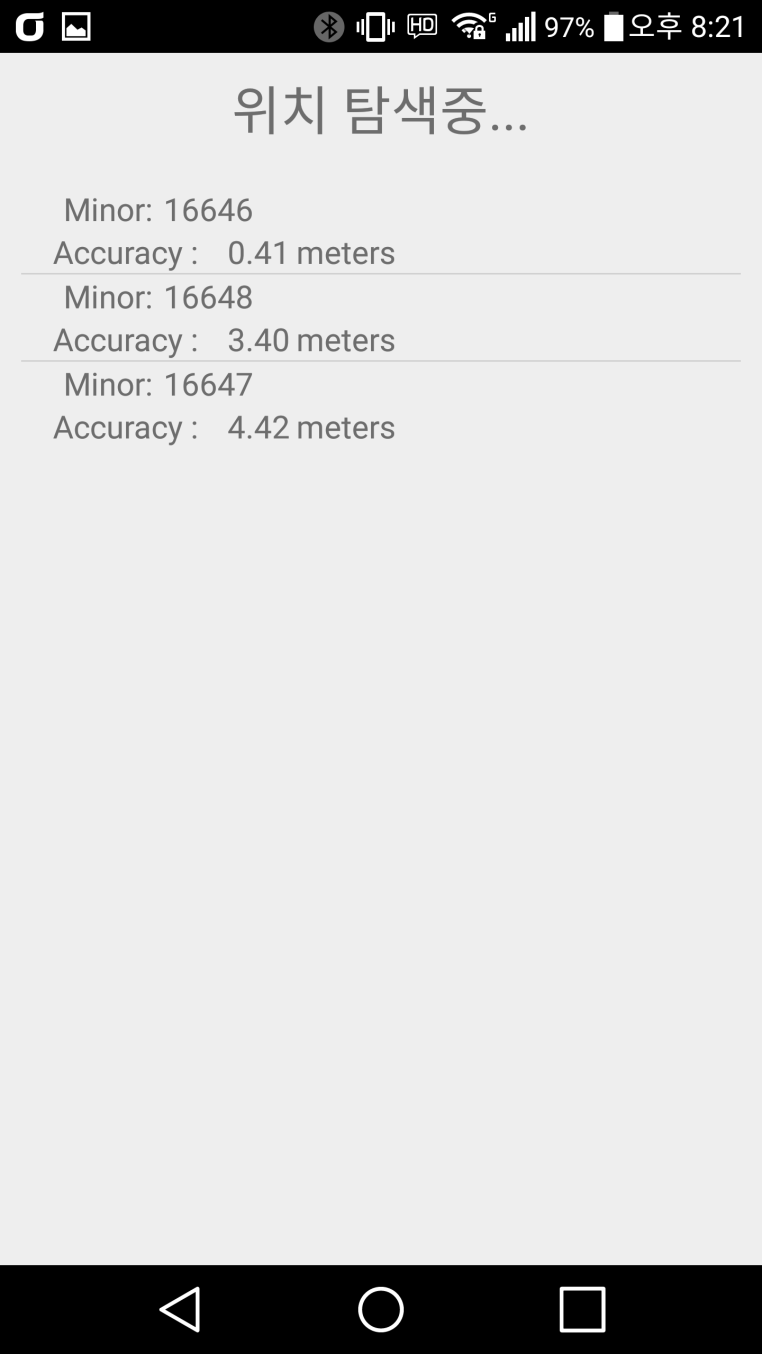 HD G 97% 오후 8:21
위치 탐색중...
Minor: 16646
Accuracy : 0.41 meters
Minor: 16648
Accuracy : 3.40 meters
Minor: 16647
Accuracy : 4.42 meters